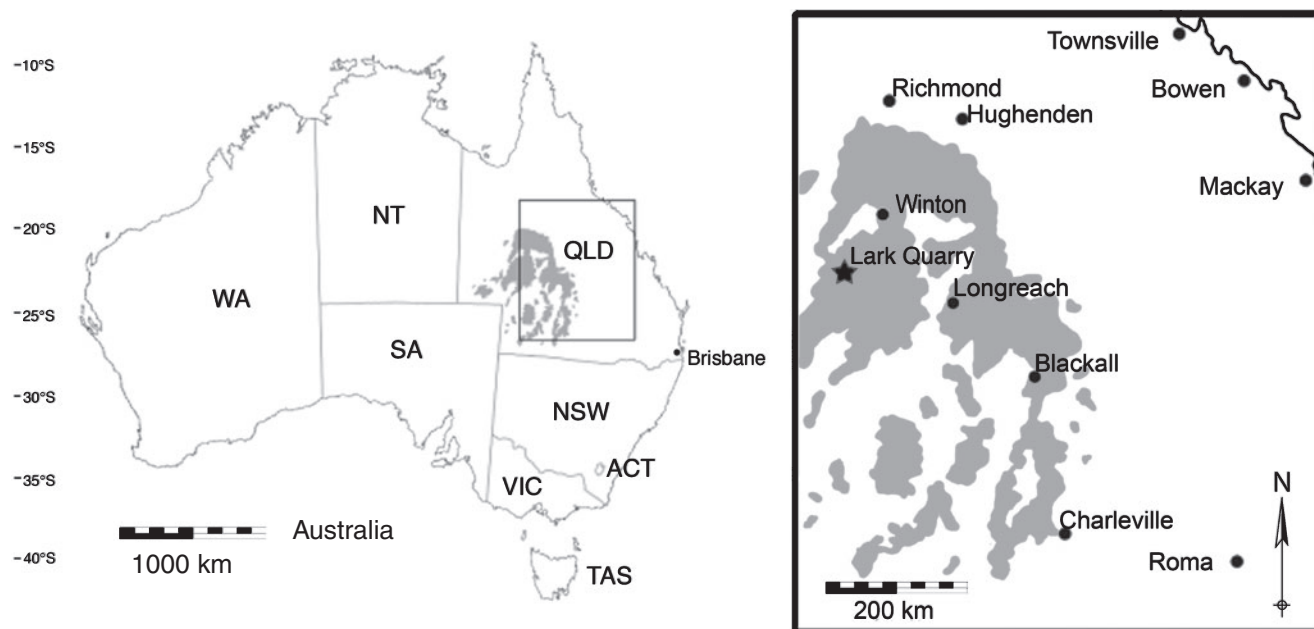 -10°S
-15°S
-20°S
-25°S
-30°S
-35°S
-40°S
WA
NT
SA
QLD
Brisbane
NSW
ACT
VIC
TAS
Australia
1000 km
Townsville
Richmond
Bowen
Hughenden
Mackay
Winton
Lark Quarry
Longreach
Blackall
Charleville
Roma
N
200 km